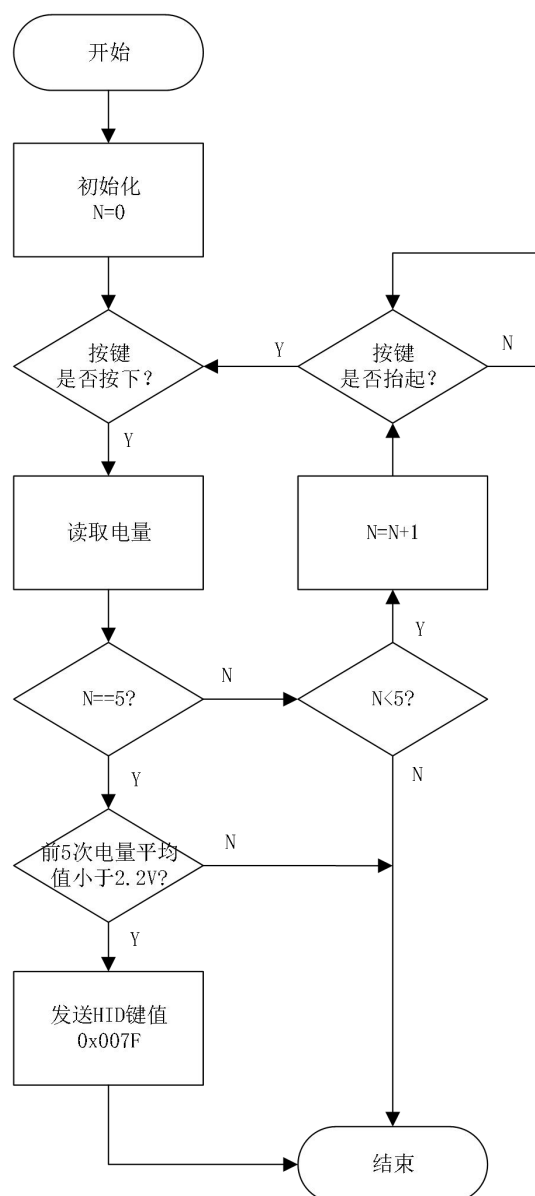 开始
初始化
N=0
按键
是否按下？
Y
按键
是否抬起？
N
Y
读取电量
N=N+1
Y
N==5?
N
N<5?
Y
N
前5次电量平均
值小于2.2V?
N
Y
发送HID键值
0x007F
结束